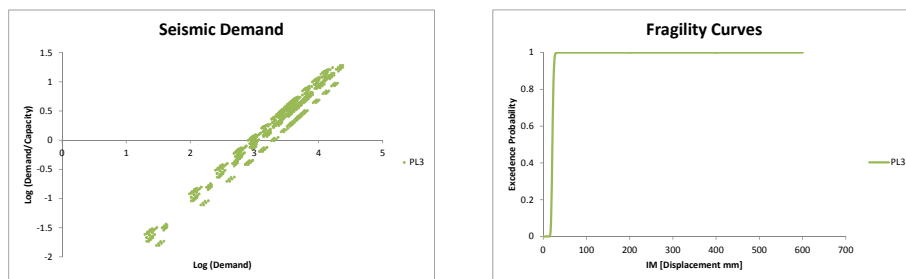 Seismic Demand
1.5
1
0.5
0
-0.5
-1
-1.5
-2
0 1 2 3 4 5
Log (Demand/Capacity)
Log (Demand)
PL3
Fragility Curves
1
0.8
0.6
0.4
0.2
0
0 100 200 300 400 500 600 700
Excedence Probability
IM [Displacement mm]
PL3